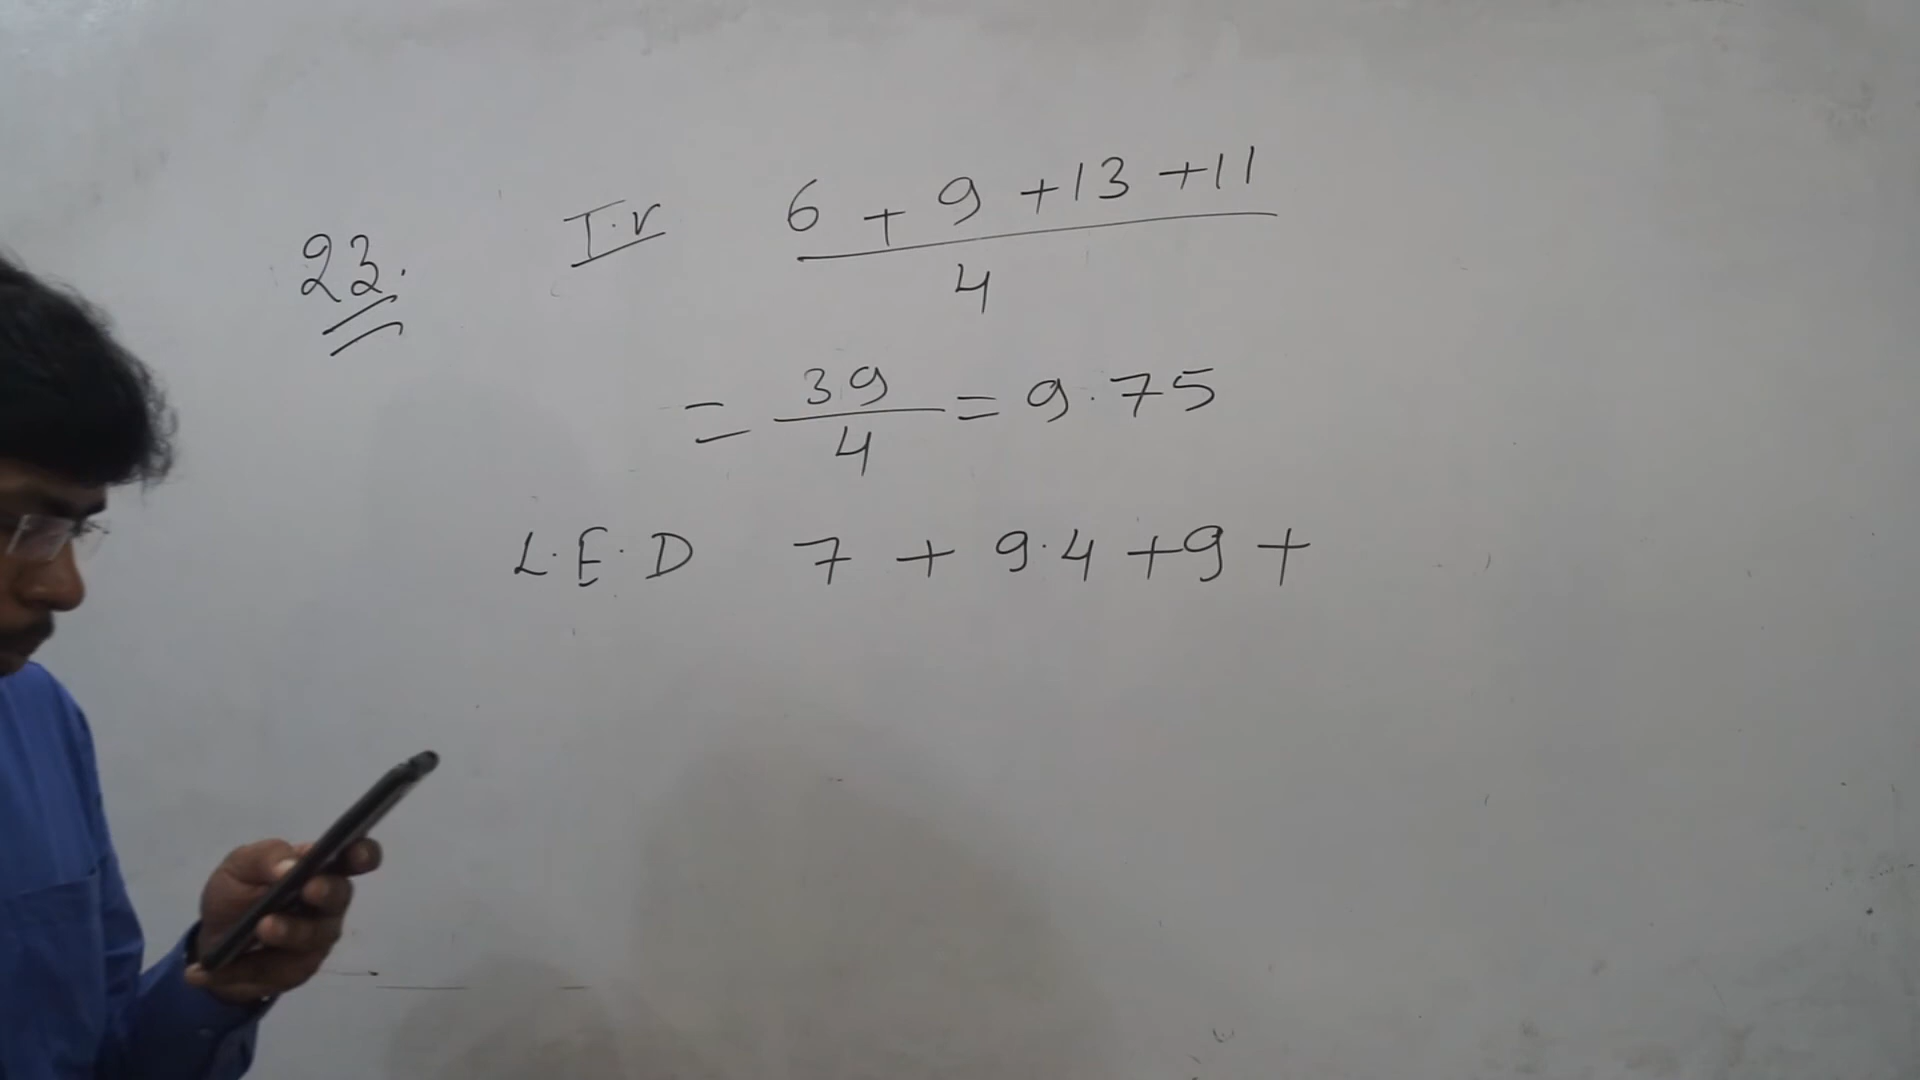 23. T.V 6 + 9 + 13 + 11
4
= 39/4 = 9.75
L.E.D 7 + 9.4 + 9 +